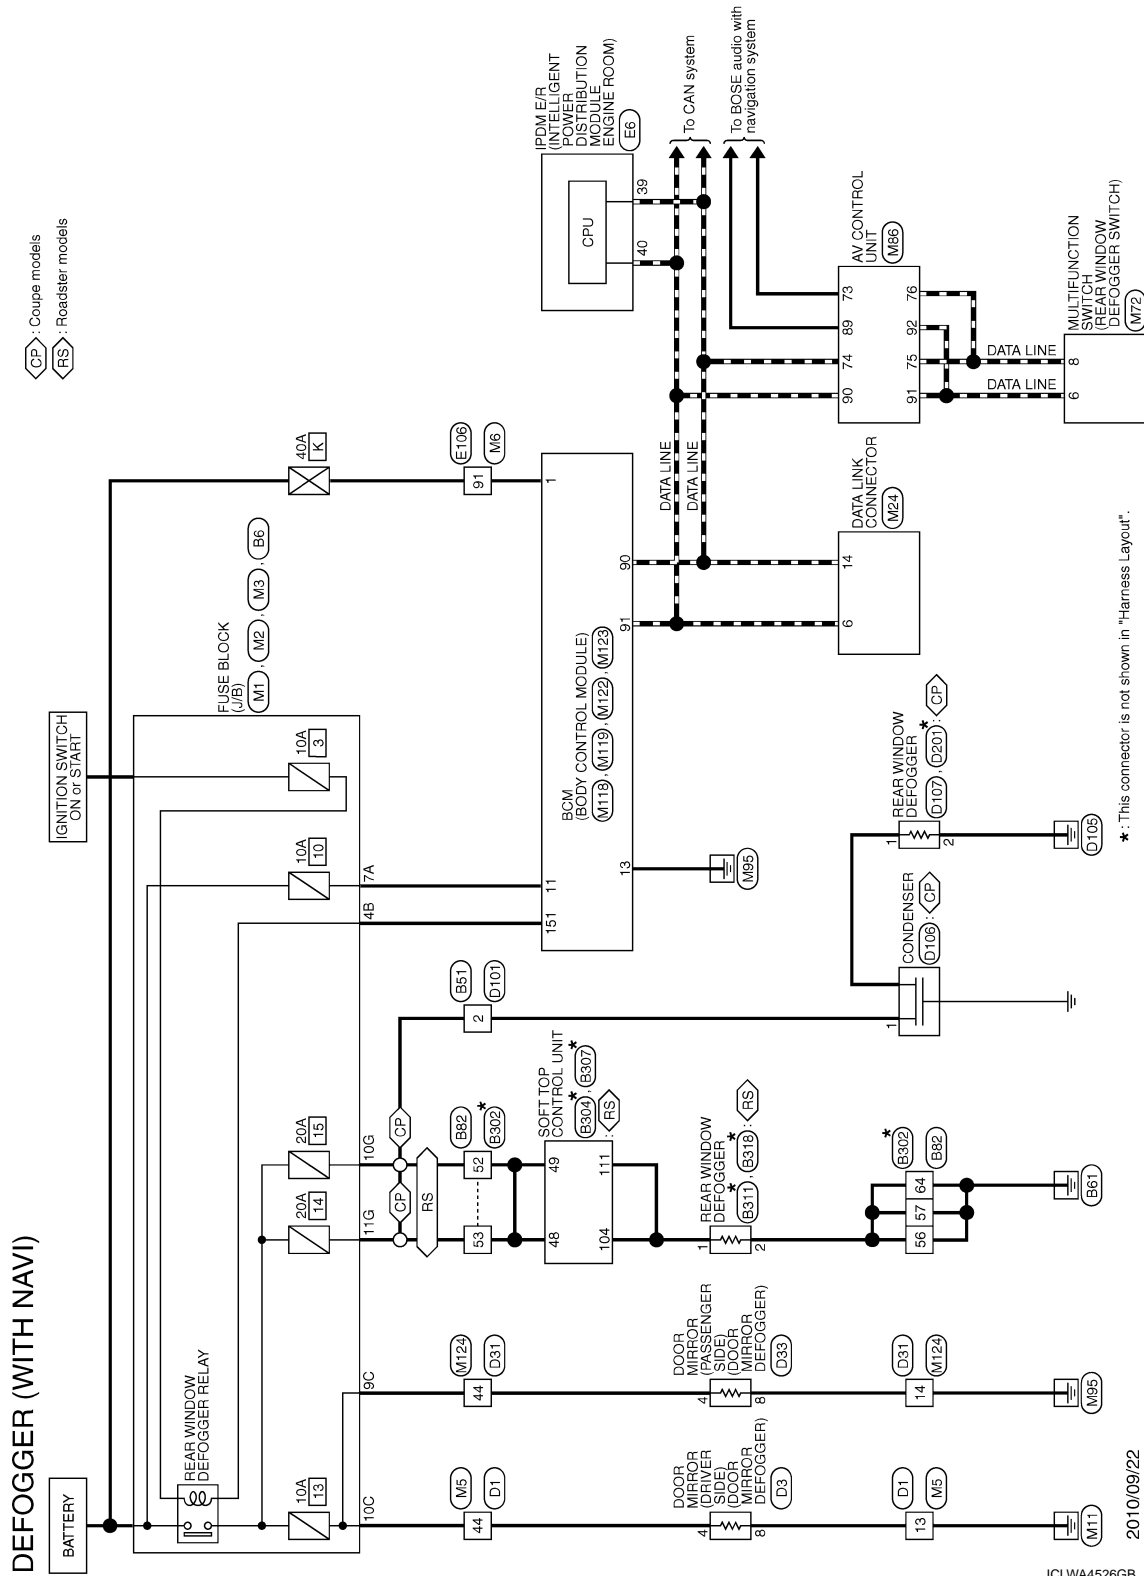 DEFOGGER (WITH NAVI)
BATTERY
IGNITION SWITCH
ON or START
CP : Coupe models
RS : Roadster models
FUSE BLOCK
(J/B)
M1 , M2 , M3 , B6
REAR WINDOW
DEFOGGER RELAY
10A
13
20A
14
20A
15
10A
10
10A
3
40A
K
10C
9C
11G
10G
4B
7A
CP
CP
RS
44
M5
D1
44
M124
D31
53
52
B82
B302
*
2
B51
D101
91
E106
M6
SOFT TOP
CONTROL UNIT
B304 * , B307 *
: RS
48
49
104
111
BCM
(BODY CONTROL MODULE)
M118 , M119 , M122 , M123
151
11
1
13
91
90
M95
IPDM E/R
(INTELLIGENT
POWER
DISTRIBUTION
MODULE
ENGINE ROOM)
E6
CPU
40
39
DATA LINE
DATA LINE
To CAN system
To BOSE audio with
navigation system
DOOR
MIRROR
(DRIVER
SIDE)
(DOOR
MIRROR
DEFOGGER)
D3
4
8
DOOR
MIRROR
(PASSENGER
SIDE)
(DOOR
MIRROR
DEFOGGER)
D33
4
8
REAR WINDOW
DEFOGGER
B311 * , B318 * : RS
1
2
CONDENSER
D106 : CP
1
REAR WINDOW
DEFOGGER
D107 , D201 * : CP
1
2
DATA LINK
CONNECTOR
M24
6
14
AV CONTROL
UNIT
M86
90
74
89
73
91
75
92
76
DATA LINE
DATA LINE
MULTIFUNCTION
SWITCH
(REAR WINDOW
DEFOGGER SWITCH)
M72
6
8
13
D1
M5
14
D31
M124
56
57
64
B302
*
B82
M11
M95
B61
D105
* : This connector is not shown in "Harness Layout".
2010/09/22
JCLWA4526GB